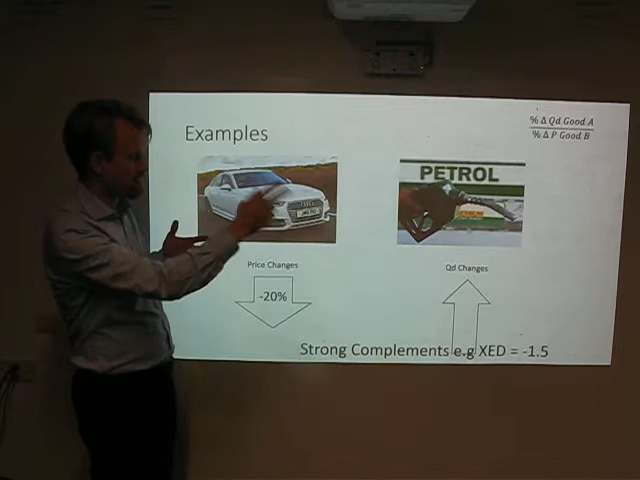 Examples
% Δ Qd Good A
% Δ P Good B
PETROL
Price Changes
Qd Changes
-20%
Strong Complements e.g XED = -1.5